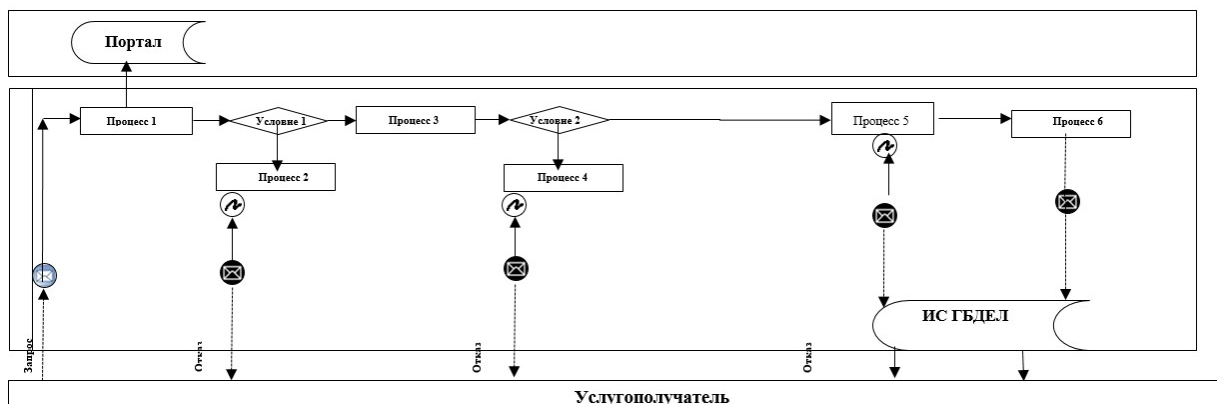 Портал
Процесс 1
Условие 1
Процесс 3
Условие 2
Процесс 5
Процесс 6
Процесс 2
Процесс 4
ИС ГБДЕЛ
Запрос
Отказ
Отказ
Отказ
Услугополучатель